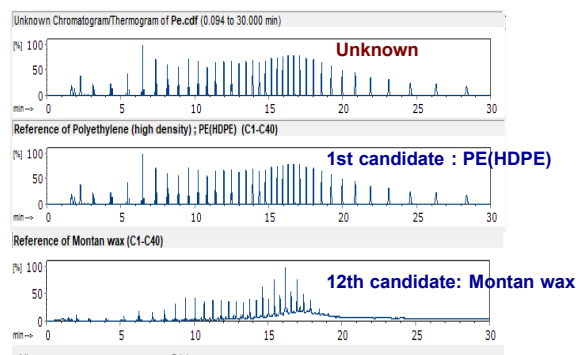 Unknown Chromatogram/Thermogram of Pe.cdf (0.094 to 30.000 min)
[%] 100
Unknown
50
0
min--> 0 5 10 15 20 25 30
Reference of Polyethylene (high density) ; PE(HDPE) (C1-C40)
[%] 100
1st candidate : PE(HDPE)
50
0
min--> 0 5 10 15 20 25 30
Reference of Montan wax (C1-C40)
[%] 100
12th candidate: Montan wax
50
0
min--> 0 5 10 15 20 25 30